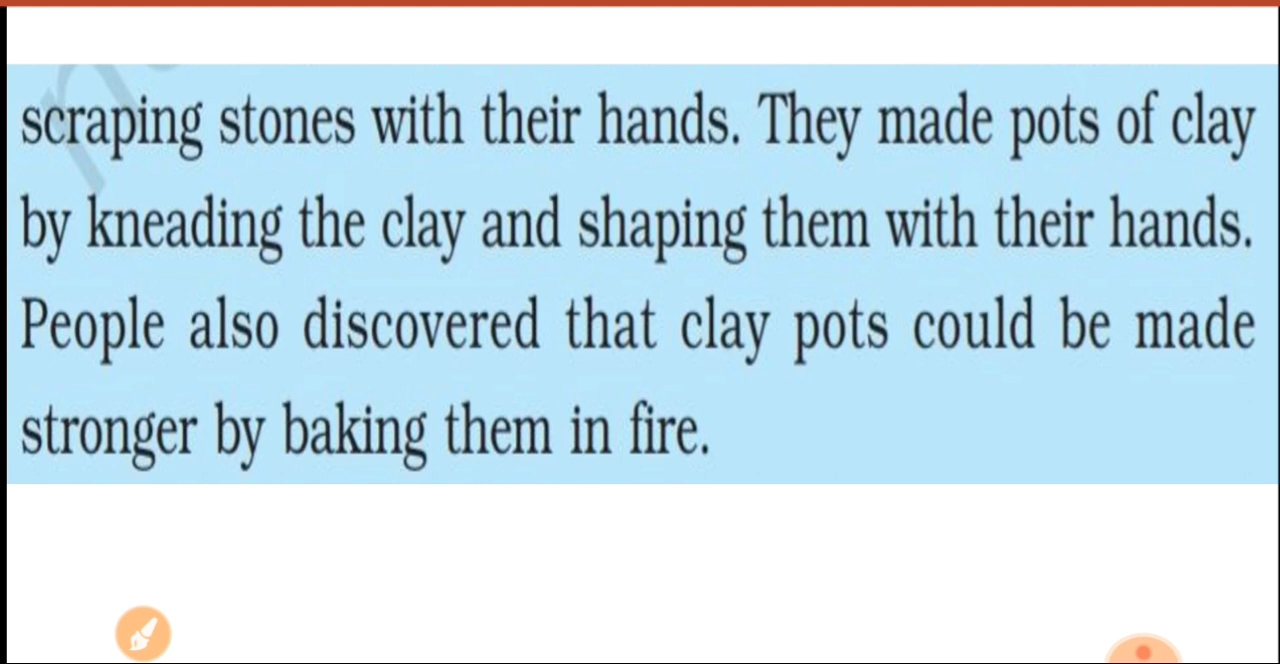 scraping stones with their hands. They made pots of clay
by kneading the clay and shaping them with their hands.
People also discovered that clay pots could be made
stronger by baking them in fire.